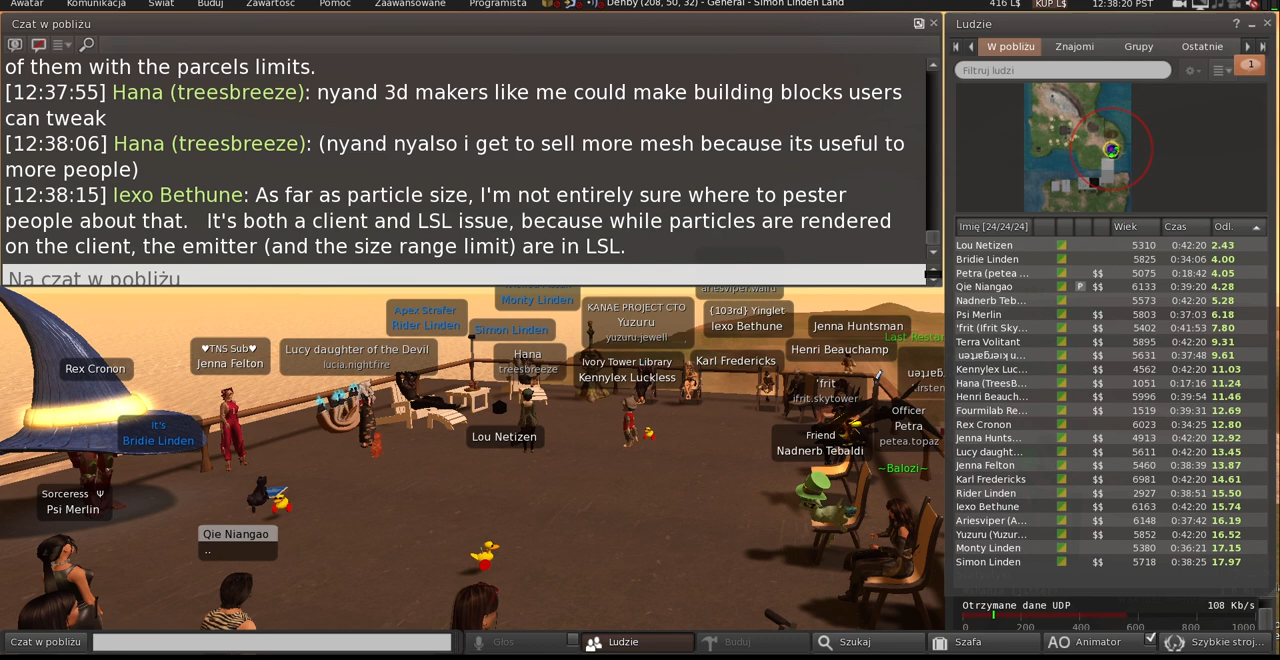 Awatar Komunikacja Świat Buduj Zawartość Pomoc Zaawansowane Programista Denby (208, 50, 32) - General - Simon Linden Land 416 L$ KUP L$ 12:38:20 PST
Czat w pobliżu
of them with the parcels limits.
[12:37:55] Hana (treesbreeze): nyand 3d makers like me could make building blocks users
can tweak
[12:38:06] Hana (treesbreeze): (nyand nyalso i get to sell more mesh because its useful to
more people)
[12:38:15] Iexo Bethune: As far as particle size, I'm not entirely sure where to pester
people about that. It's both a client and LSL issue, because while particles are rendered
on the client, the emitter (and the size range limit) are in LSL.
Na czat w pobliżu
Monty Linden
ariesviper.wafrd
Apex Strafer
Rider Linden
Simon Linden
KANAE PROJECT CTO
Yuzuru
yuzuru.jewell
{103rd} Yinglet
Iexo Bethune
Jenna Huntsman
Last Restar
♥TNS Sub♥
Jenna Felton
Lucy daughter of the Devil
lucia.nightfire
Hana
treesbreeze
Ivory Tower Library
Kennylex Luckless
Karl Fredericks
Henri Beauchamp
Rex Cronon
'frit
ifrit.skytower
kirsten
Officer
Petra
petea.topaz
It's
Bridie Linden
Lou Netizen
Friend
Nadnerb Tebaldi
~Balozi~
Sorceress Ψ
Psi Merlin
Qie Niangao
..
Ludzie
W pobliżu Znajomi Grupy Ostatnie
Filtruj ludzi
1
Imię [24/24/24] Wiek Czas Odl.
Lou Netizen 5310 0:42:20 2.43
Bridie Linden 5825 0:34:06 4.00
Petra (petea ... $$ 5075 0:18:42 4.05
Qie Niangao P $$ 6133 0:39:20 4.28
Nadnerb Teb... 5573 0:42:20 5.28
Psi Merlin $$ 5803 0:37:03 6.18
'frit (Ifrit Sky... $$ 5402 0:41:53 7.80
Terra Volitant $$ 5895 0:42:20 9.31
$$ 5631 0:37:48 9.61
Kennylex Luc... $$ 4562 0:42:20 11.03
Hana (TreesB... $$ 1051 0:17:16 11.24
Henri Beauch... $$ 5996 0:39:54 11.46
Fourmilab Re... $$ 1519 0:39:31 12.69
Rex Cronon 6023 0:34:25 12.80
Jenna Hunts... $$ 4913 0:42:20 12.92
Lucy daught... $$ 5611 0:42:20 13.45
Jenna Felton $$ 5460 0:38:39 13.87
Karl Fredericks $$ 6981 0:42:20 14.61
Rider Linden $$ 2927 0:38:51 15.50
Iexo Bethune $$ 6163 0:42:20 15.74
Ariesviper (A... $$ 6148 0:37:42 16.19
Yuzuru (Yuzur... $$ 5852 0:42:20 16.52
Monty Linden 5380 0:36:21 17.15
Simon Linden $$ 5718 0:38:25 17.97
Otrzymane dane UDP 108 Kb/s
0 200 400 600 800 1000
Czat w pobliżu Głos Ludzie Buduj Szukaj Szafa AO Animator Szybkie stroj...